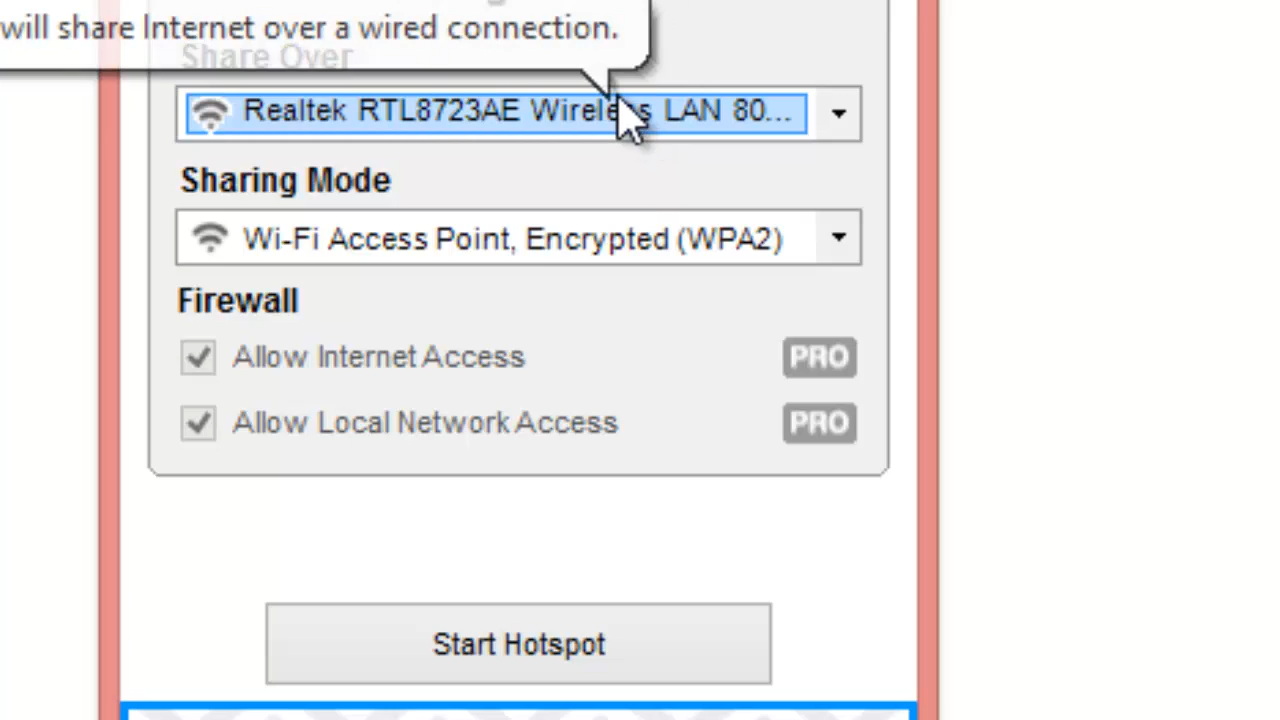 will share Internet over a wired connection.
Share Over
Realtek RTL8723AE Wireless LAN 80...
Sharing Mode
Wi-Fi Access Point, Encrypted (WPA2)
Firewall
Allow Internet Access PRO
Allow Local Network Access PRO
Start Hotspot